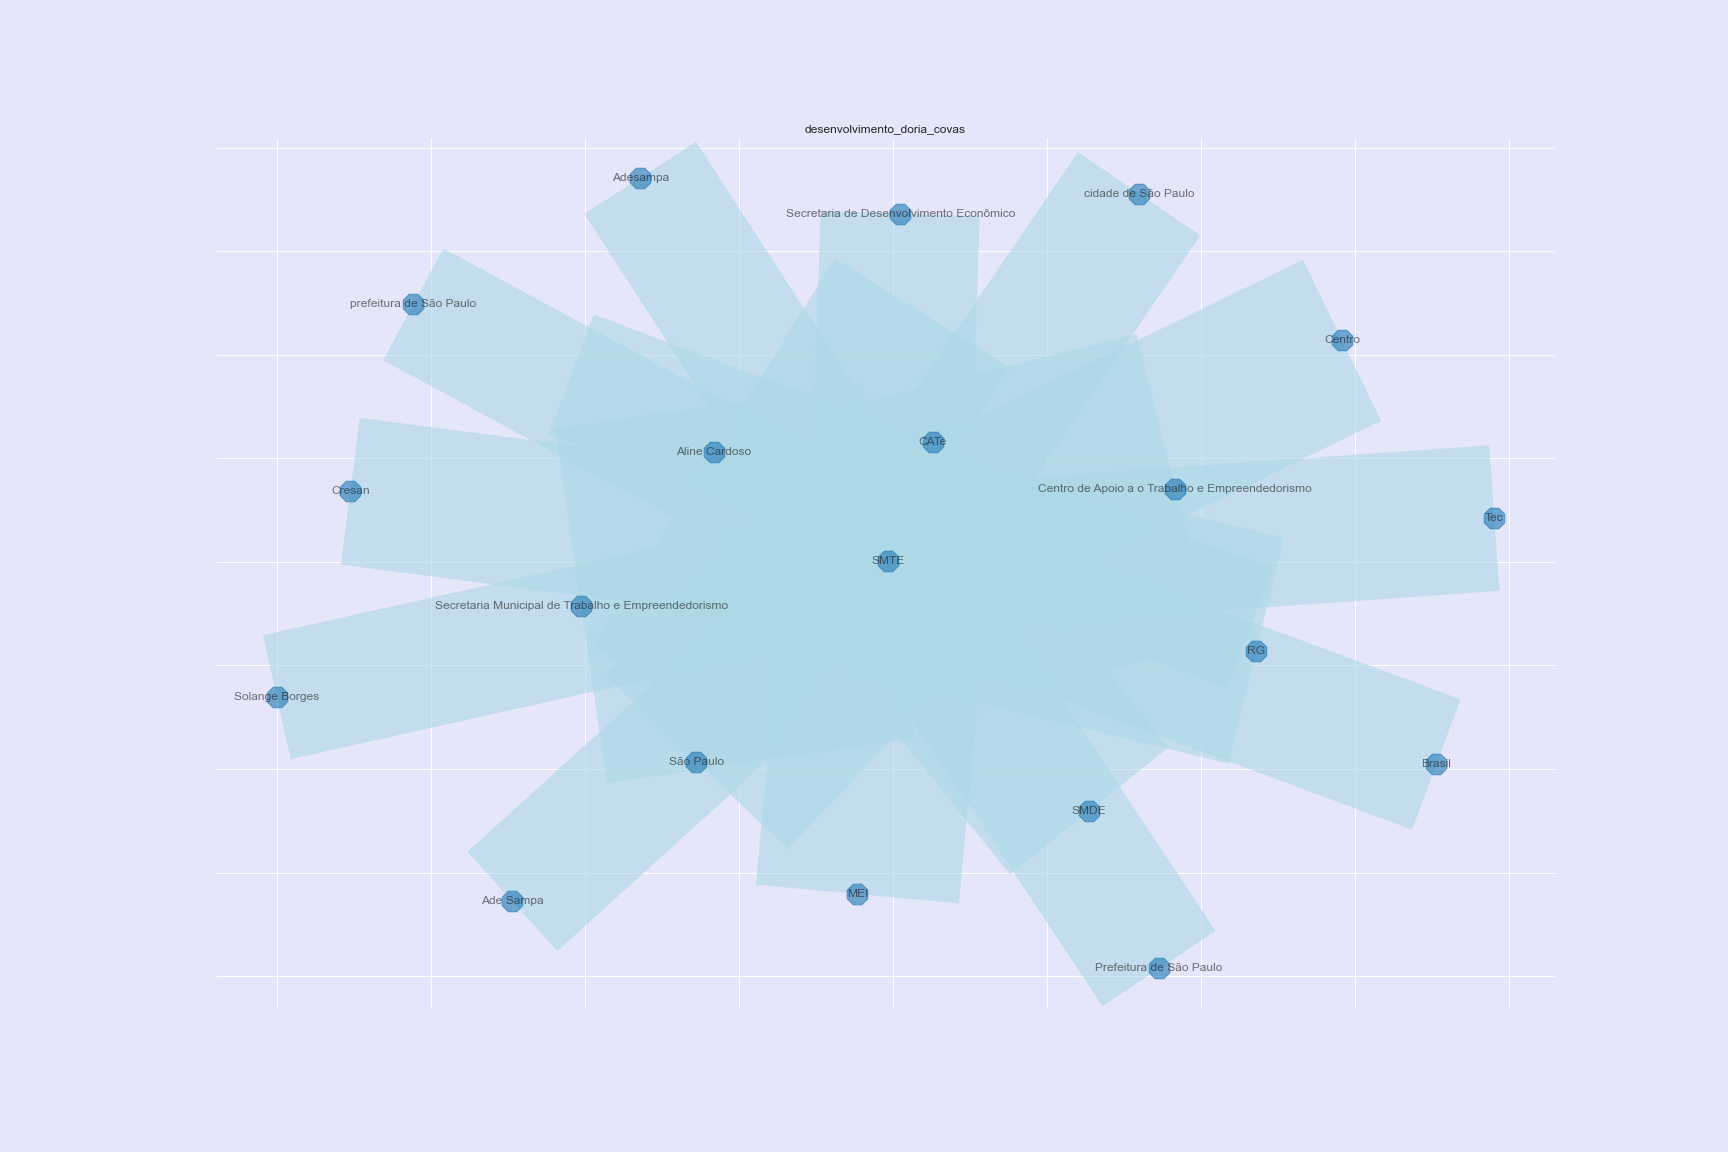 desenvolvimento_doria_covas
Adesampa
cidade de São Paulo
Secretaria de Desenvolvimento Econômico
prefeitura de São Paulo
Centro
CATe
Aline Cardoso
Centro de Apoio a o Trabalho e Empreendedorismo
Cresan
Tec
SMTE
Secretaria Municipal de Trabalho e Empreendedorismo
RG
Solange Borges
São Paulo
Brasil
SMDE
MEI
Ade Sampa
Prefeitura de São Paulo